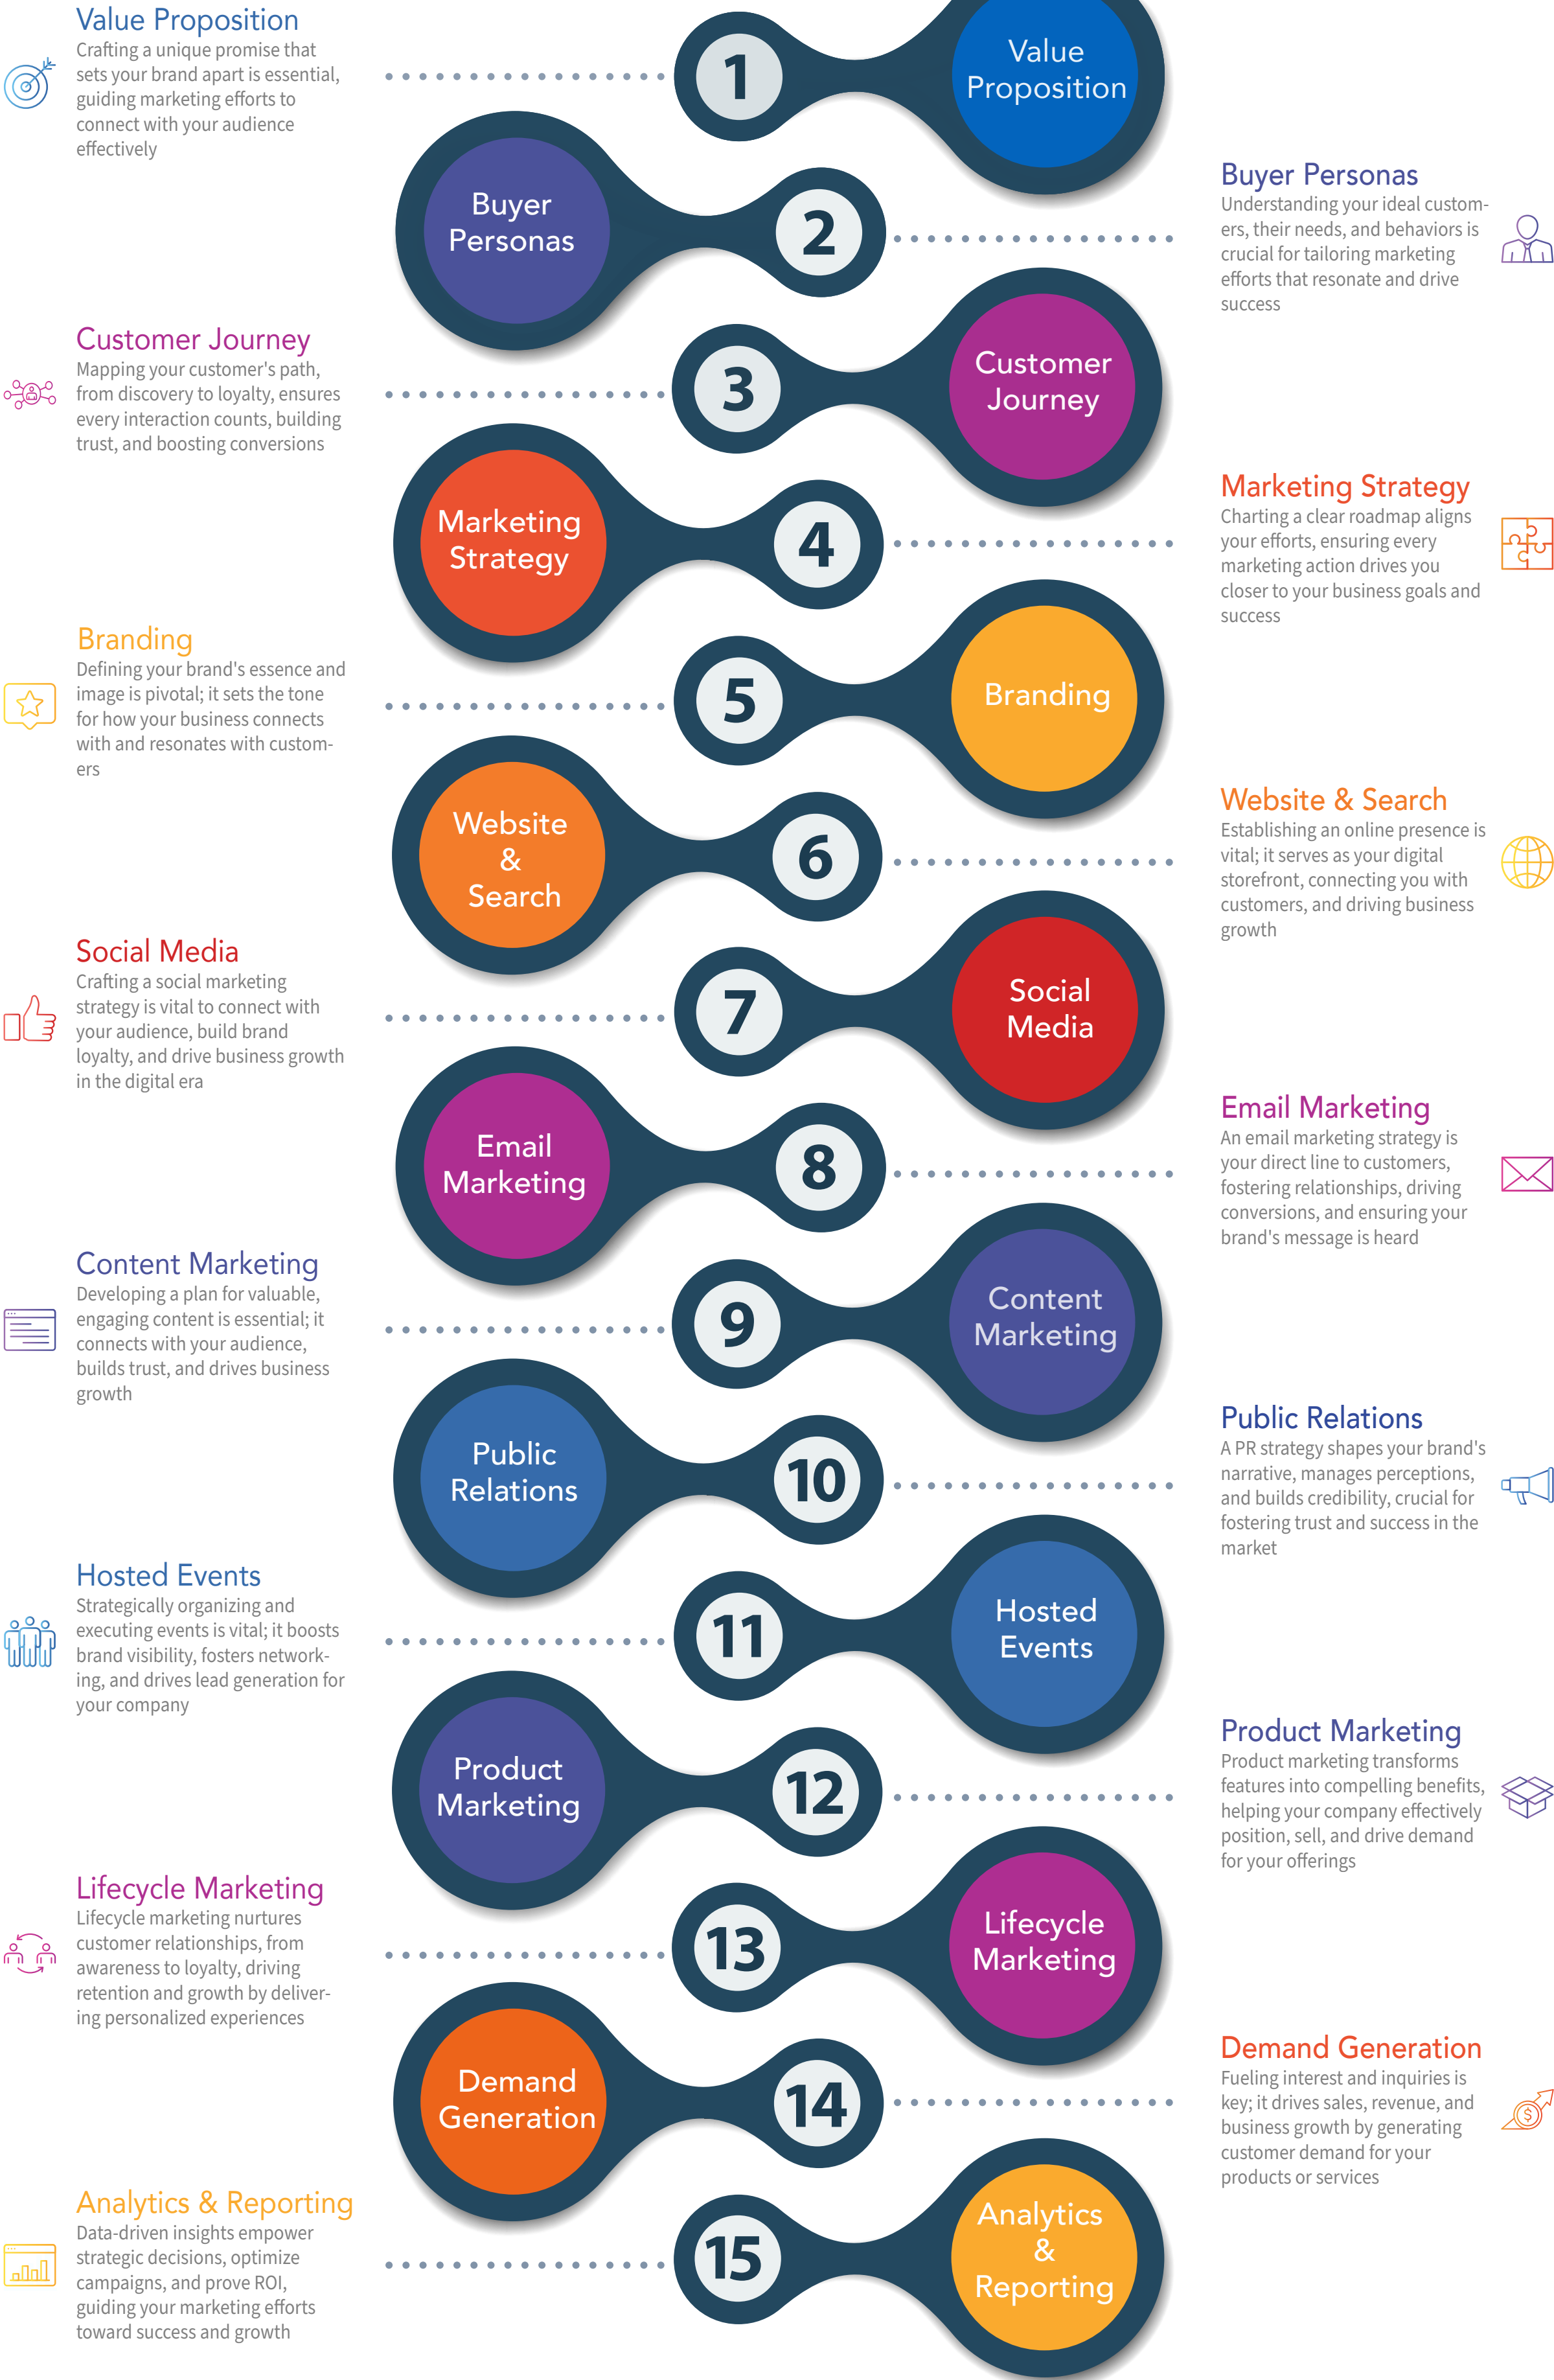 Value Proposition
Crafting a unique promise that
sets your brand apart is essential,
guiding marketing efforts to
connect with your audience
effectively
1
Value
Proposition
Buyer
Personas
2
Buyer Personas
Understanding your ideal custom-
ers, their needs, and behaviors is
crucial for tailoring marketing
efforts that resonate and drive
success
Customer Journey
Mapping your customer's path,
from discovery to loyalty, ensures
every interaction counts, building
trust, and boosting conversions
3
Customer
Journey
Marketing
Strategy
4
Marketing Strategy
Charting a clear roadmap aligns
your efforts, ensuring every
marketing action drives you
closer to your business goals and
success
Branding
Defining your brand's essence and
image is pivotal; it sets the tone
for how your business connects
with and resonates with custom-
ers
5
Branding
Website
&
Search
6
Website & Search
Establishing an online presence is
vital; it serves as your digital
storefront, connecting you with
customers, and driving business
growth
Social Media
Crafting a social marketing
strategy is vital to connect with
your audience, build brand
loyalty, and drive business growth
in the digital era
7
Social
Media
Email
Marketing
8
Email Marketing
An email marketing strategy is
your direct line to customers,
fostering relationships, driving
conversions, and ensuring your
brand's message is heard
Content Marketing
Developing a plan for valuable,
engaging content is essential; it
connects with your audience,
builds trust, and drives business
growth
9
Content
Marketing
Public
Relations
10
Public Relations
A PR strategy shapes your brand's
narrative, manages perceptions,
and builds credibility, crucial for
fostering trust and success in the
market
Hosted Events
Strategically organizing and
executing events is vital; it boosts
brand visibility, fosters network-
ing, and drives lead generation for
your company
11
Hosted
Events
Product
Marketing
12
Product Marketing
Product marketing transforms
features into compelling benefits,
helping your company effectively
position, sell, and drive demand
for your offerings
Lifecycle Marketing
Lifecycle marketing nurtures
customer relationships, from
awareness to loyalty, driving
retention and growth by deliver-
ing personalized experiences
13
Lifecycle
Marketing
Demand
Generation
14
Demand Generation
Fueling interest and inquiries is
key; it drives sales, revenue, and
business growth by generating
customer demand for your
products or services
$
Analytics & Reporting
Data-driven insights empower
strategic decisions, optimize
campaigns, and prove ROI,
guiding your marketing efforts
toward success and growth
15
Analytics
&
Reporting